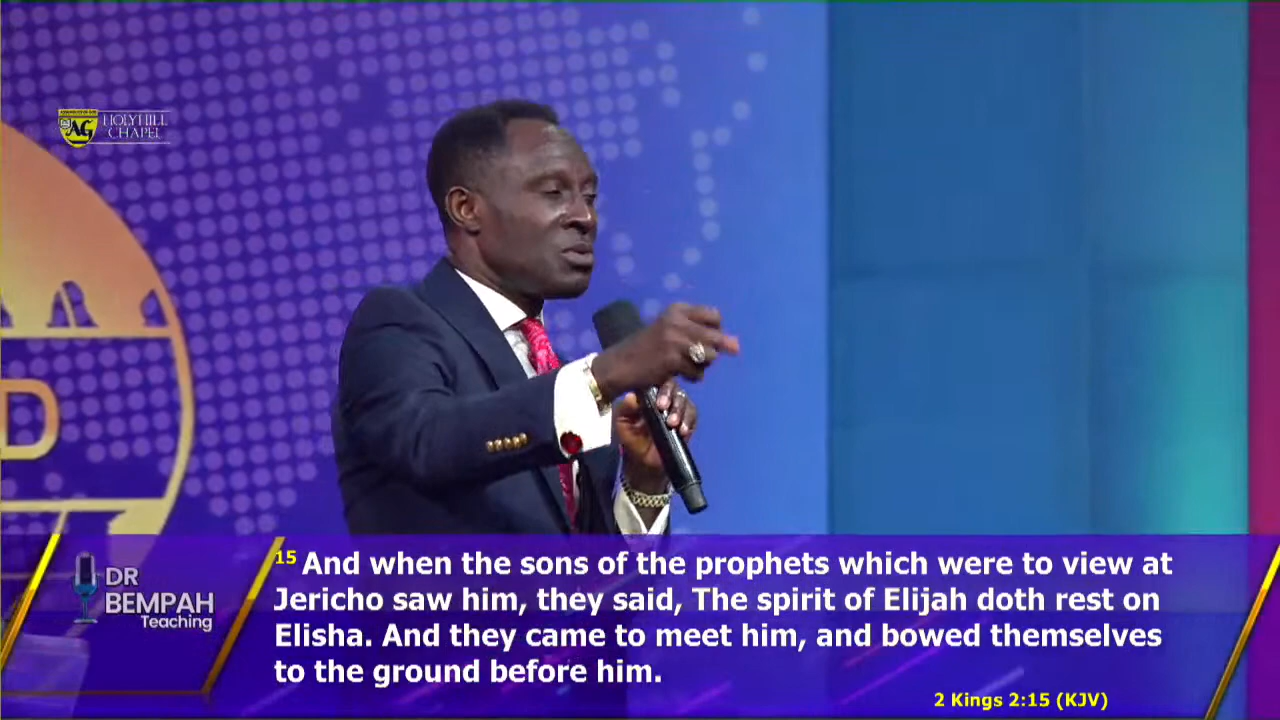 AG
HOLYHILL
CHAPEL
D
15 And when the sons of the prophets which were to view at
Jericho saw him, they said, The spirit of Elijah doth rest on
Elisha. And they came to meet him, and bowed themselves
to the ground before him.
2 Kings 2:15 (KJV)
DR
BEMPAH
Teaching